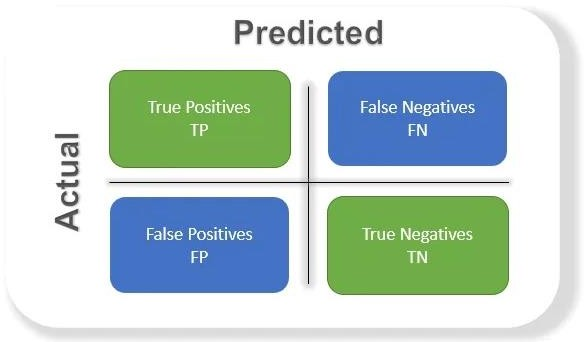 Predicted
Actual
True Positives
TP
False Negatives
FN
False Positives
FP
True Negatives
TN